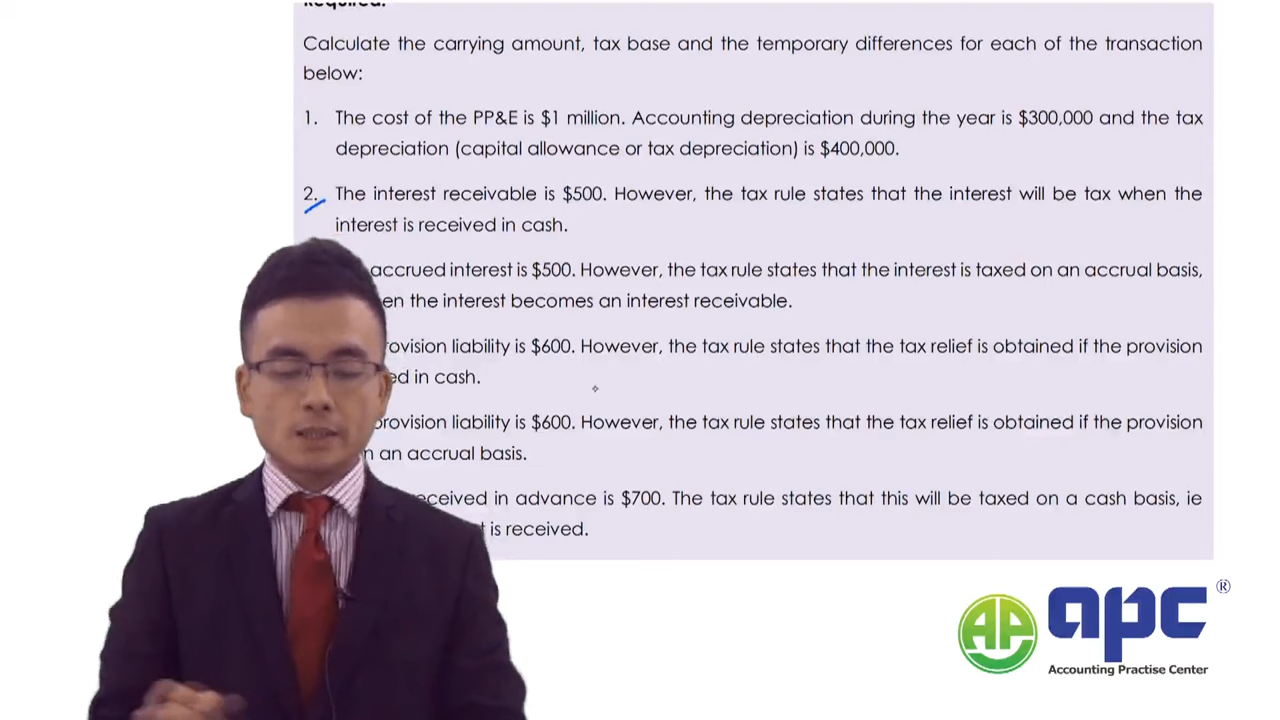 Required:
Calculate the carrying amount, tax base and the temporary differences for each of the transaction
below:
1. The cost of the PP&E is $1 million. Accounting depreciation during the year is $300,000 and the tax
depreciation (capital allowance or tax depreciation) is $400,000.
2. The interest receivable is $500. However, the tax rule states that the interest will be tax when the
interest is received in cash.
accrued interest is $500. However, the tax rule states that the interest is taxed on an accrual basis,
en the interest becomes an interest receivable.
ovision liability is $600. However, the tax rule states that the tax relief is obtained if the provision
ed in cash.
provision liability is $600. However, the tax rule states that the tax relief is obtained if the provision
n an accrual basis.
eceived in advance is $700. The tax rule states that this will be taxed on a cash basis, ie
t is received.
AP
apc®
Accounting Practise Center